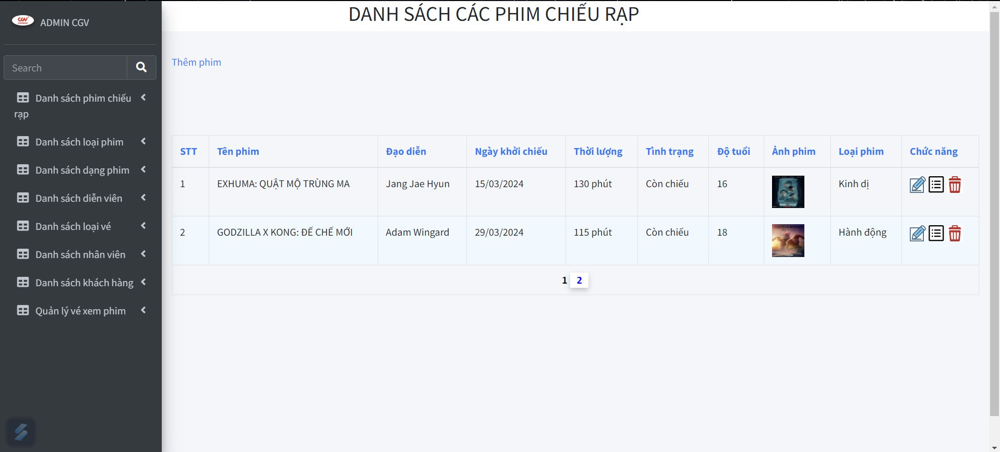 DANH SÁCH CÁC PHIM CHIẾU RẠP
CGV
ADMIN CGV
Search
Danh sách phim chiếu
rạp
Danh sách loại phim
Danh sách dạng phim
Danh sách diễn viên
Danh sách loại vé
Danh sách nhân viên
Danh sách khách hàng
Quản lý vé xem phim
Thêm phim
STT Tên phim Đạo diễn Ngày khởi chiếu Thời lượng Tình trạng Độ tuổi Ảnh phim Loại phim Chức năng
1 EXHUMA: QUẬT MỘ TRÙNG MA Jang Jae Hyun 15/03/2024 130 phút Còn chiếu 16 Kinh dị
2 GODZILLA X KONG: ĐẾ CHẾ MỚI Adam Wingard 29/03/2024 115 phút Còn chiếu 18 Hành động
1 2